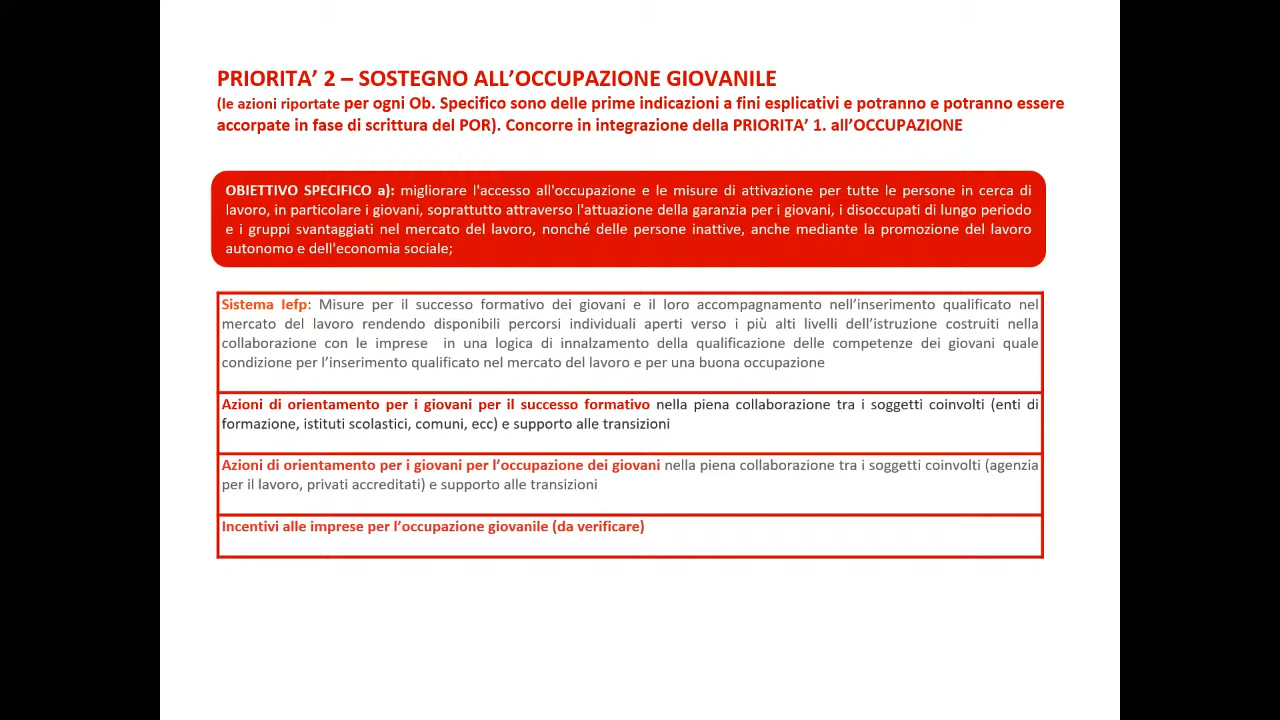 PRIORITA’ 2 – SOSTEGNO ALL’OCCUPAZIONE GIOVANILE
(le azioni riportate per ogni Ob. Specifico sono delle prime indicazioni a fini esplicativi e potranno e potranno essere
accorpate in fase di scrittura del POR). Concorre in integrazione della PRIORITA’ 1. all’OCCUPAZIONE
OBIETTIVO SPECIFICO a): migliorare l'accesso all'occupazione e le misure di attivazione per tutte le persone in cerca di
lavoro, in particolare i giovani, soprattutto attraverso l'attuazione della garanzia per i giovani, i disoccupati di lungo periodo
e i gruppi svantaggiati nel mercato del lavoro, nonché delle persone inattive, anche mediante la promozione del lavoro
autonomo e dell'economia sociale;
Sistema Iefp: Misure per il successo formativo dei giovani e il loro accompagnamento nell’inserimento qualificato nel
mercato del lavoro rendendo disponibili percorsi individuali aperti verso i più alti livelli dell’istruzione costruiti nella
collaborazione con le imprese in una logica di innalzamento della qualificazione delle competenze dei giovani quale
condizione per l’inserimento qualificato nel mercato del lavoro e per una buona occupazione
Azioni di orientamento per i giovani per il successo formativo nella piena collaborazione tra i soggetti coinvolti (enti di
formazione, istituti scolastici, comuni, ecc) e supporto alle transizioni
Azioni di orientamento per i giovani per l’occupazione dei giovani nella piena collaborazione tra i soggetti coinvolti (agenzia
per il lavoro, privati accreditati) e supporto alle transizioni
Incentivi alle imprese per l’occupazione giovanile (da verificare)